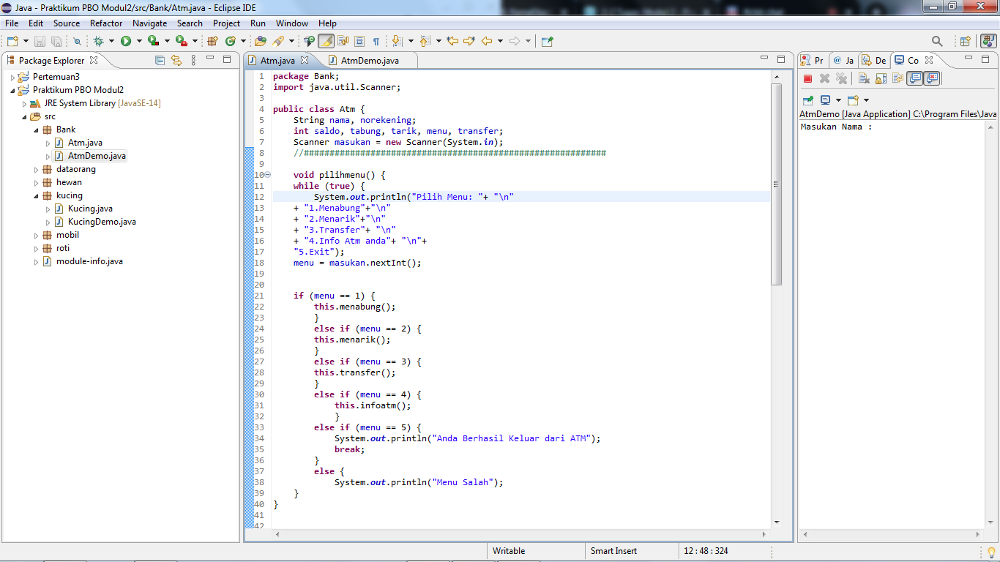 Java - Praktikum PBO Modul2/src/Bank/Atm.java - Eclipse IDE
File Edit Source Refactor Navigate Search Project Run Window Help
Package Explorer
Pertemuan3
Praktikum PBO Modul2
JRE System Library [JavaSE-14]
src
Bank
Atm.java
AtmDemo.java
dataorang
hewan
kucing
Kucing.java
KucingDemo.java
mobil
roti
module-info.java
Atm.java AtmDemo.java
1 package Bank;
2 import java.util.Scanner;
3
4 public class Atm {
5 String nama, norekening;
6 int saldo, tabung, tarik, menu, transfer;
7 Scanner masukan = new Scanner(System.in);
8 //###########################################################
9
10 void pilihmenu() {
11 while (true) {
12 System.out.println("Pilih Menu: "+ "\n"
13 + "1.Menabung"+"\n"
14 + "2.Menarik"+"\n"
15 + "3.Transfer"+ "\n"
16 + "4.Info Atm anda"+ "\n"+
17 "5.Exit");
18 menu = masukan.nextInt();
19
20
21 if (menu == 1) {
22 this.menabung();
23 }
24 else if (menu == 2) {
25 this.menarik();
26 }
27 else if (menu == 3) {
28 this.transfer();
29 }
30 else if (menu == 4) {
31 this.infoatm();
32 }
33 else if (menu == 5) {
34 System.out.println("Anda Berhasil Keluar dari ATM");
35 break;
36 }
37 else {
38 System.out.println("Menu Salah");
39 }
40 }
41
42
Pr @ Ja De Co
AtmDemo [Java Application] C:\Program Files\Java
Masukan Nama :
Writable Smart Insert 12 : 48 : 324